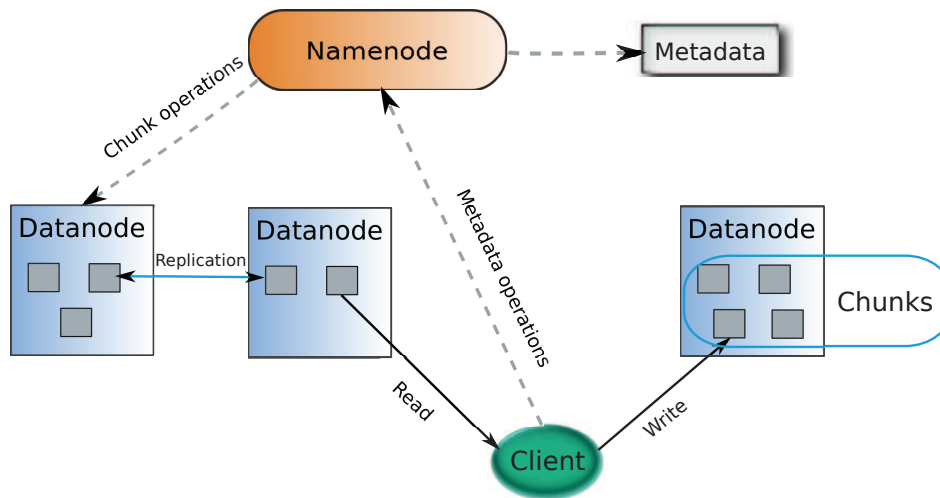 Namenode
Metadata
Chunk operations
Metadata operations
Datanode
Datanode
Datanode
Replication
Chunks
Read
Write
Client